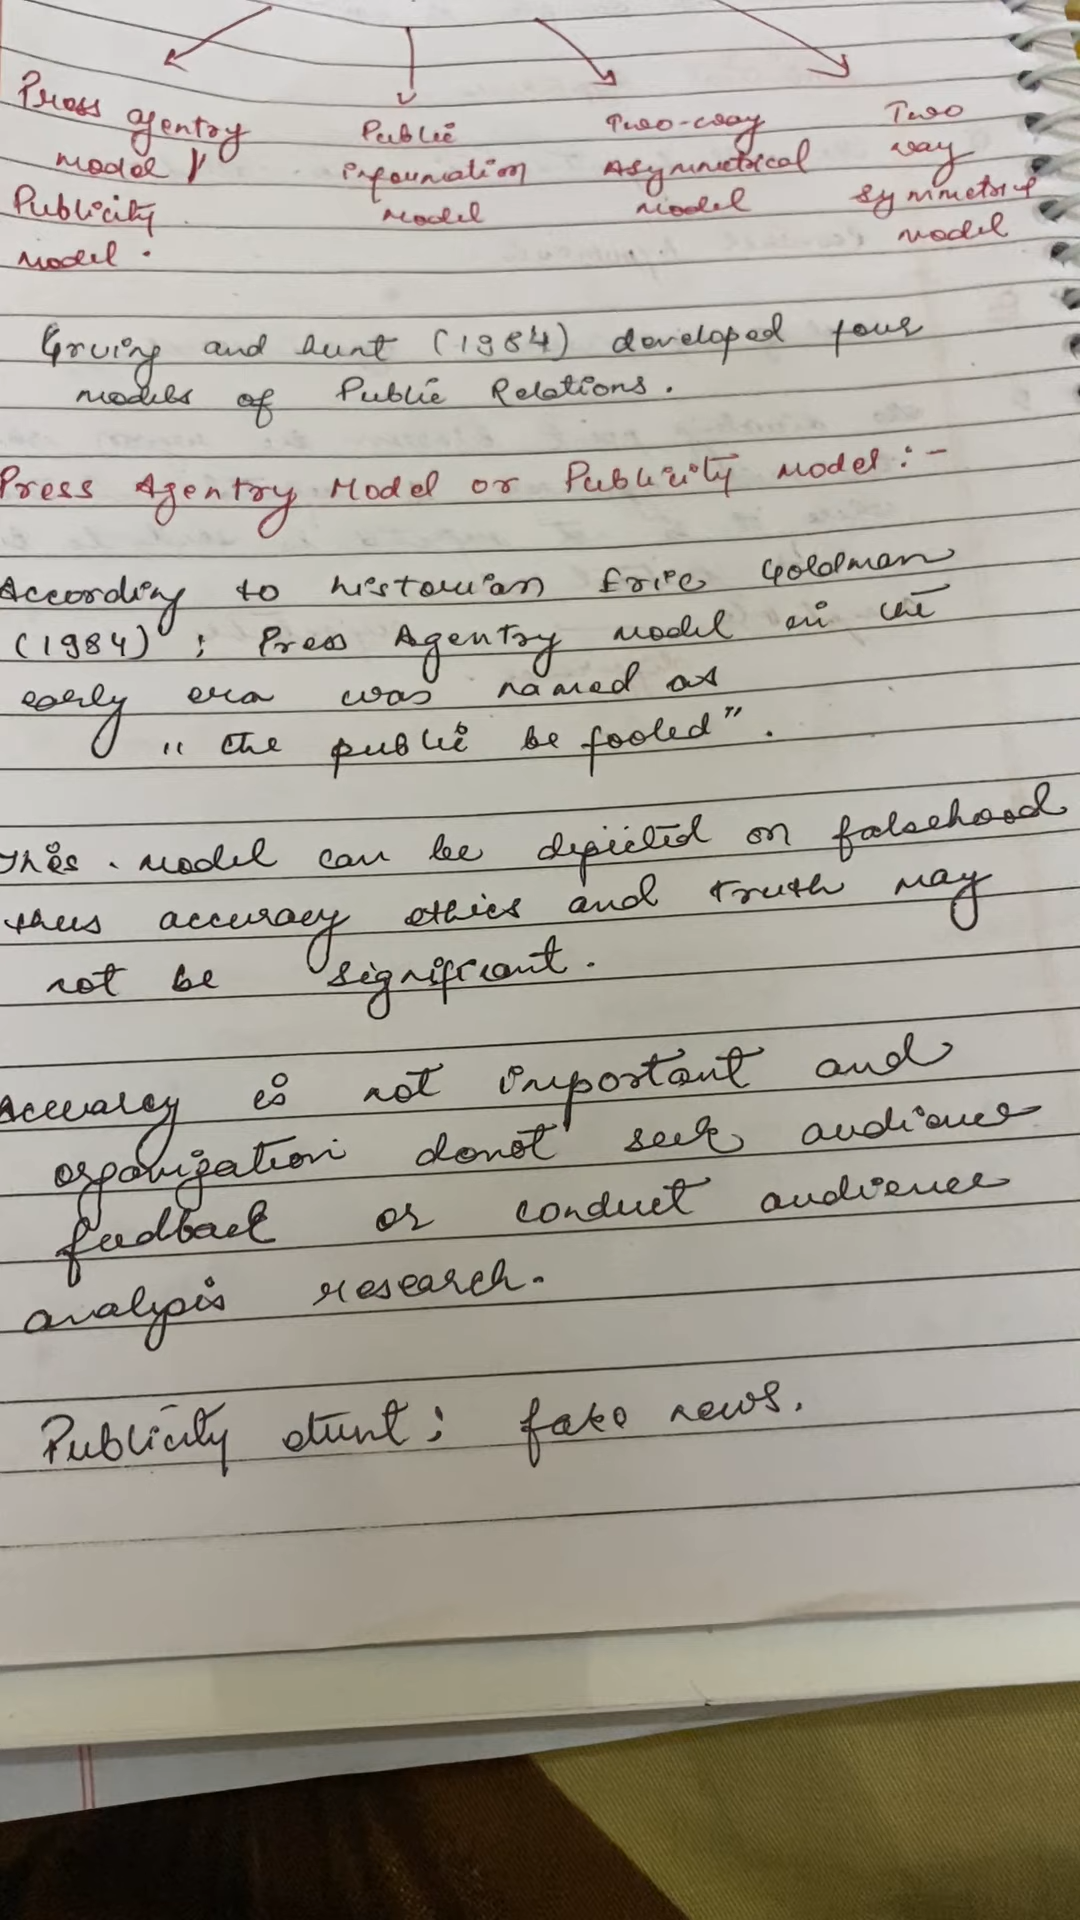 Press agentry model /
Publicity model.
Public information model
Two-way Asymmetrical model
Two way symmetrical model
Gruing and hunt (1984) developed four
models of Public Relations.
Press Agentry Model or Publicity model :-
According to historian Eric Goldman
(1984) ; Press Agentry model in the
early era was named as
" the public be fooled".
This model can be depicted on falsehood
thus accuracy ethics and truth may
not be significant.
Accuracy is not important and
organization donot seek audience
feedback or conduct audience
analysis research.
Publicity stunt : fake news.